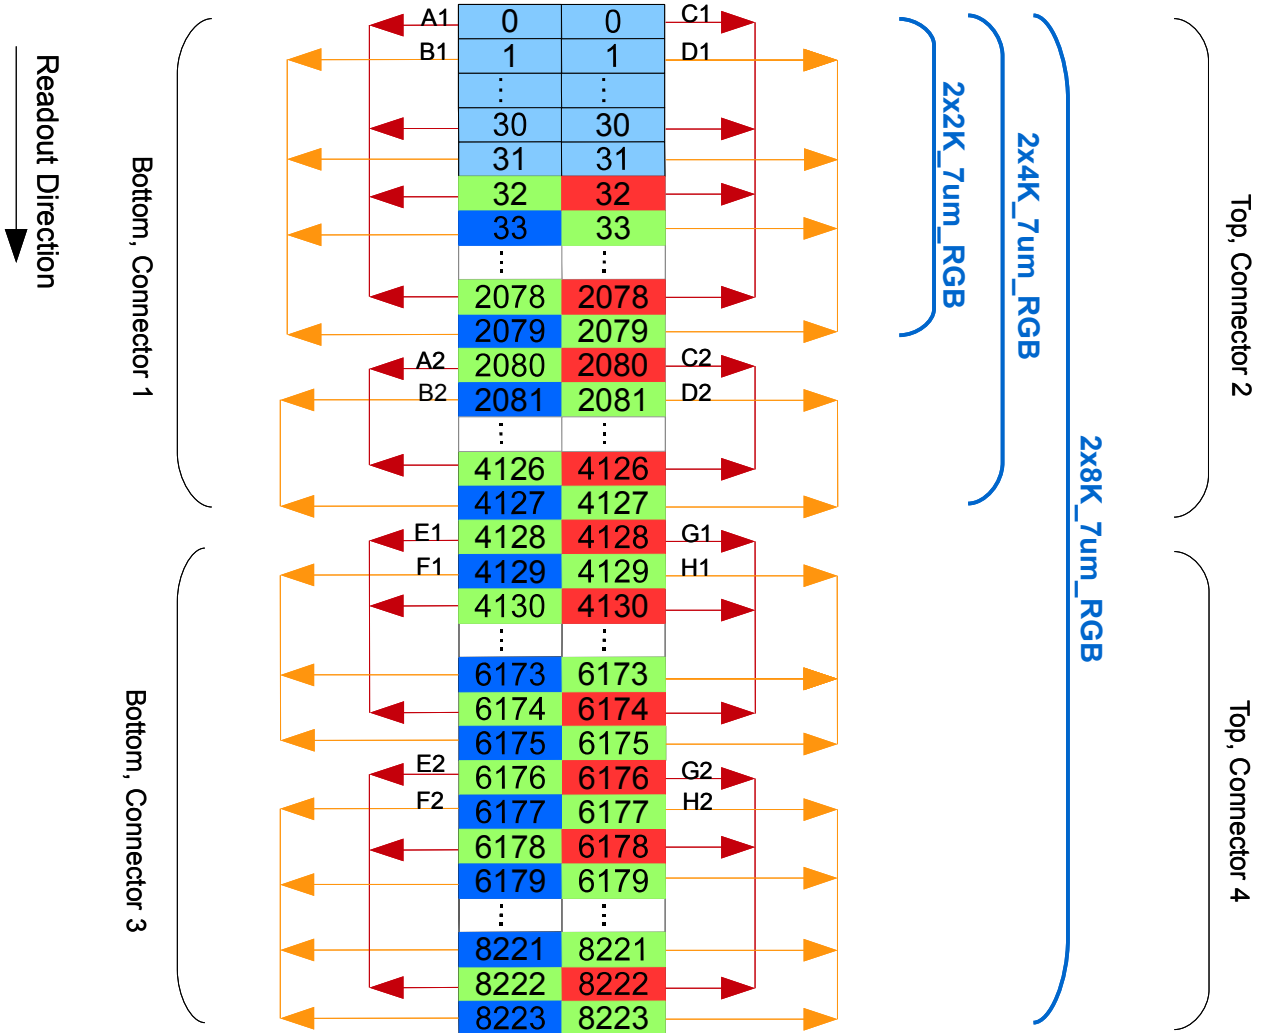 A1 0 0 C1
B1 1 1 D1
⋮ ⋮
30 30
31 31
32 32
33 33
⋮ ⋮
2078 2078
2079 2079
A2 2080 2080 C2
B2 2081 2081 D2
⋮ ⋮
4126 4126
4127 4127
E1 4128 4128 G1
F1 4129 4129 H1
4130 4130
⋮ ⋮
6173 6173
6174 6174
6175 6175
E2 6176 6176 G2
F2 6177 6177 H2
6178 6178
6179 6179
⋮ ⋮
8221 8221
8222 8222
8223 8223
Readout Direction
Bottom, Connector 1
Bottom, Connector 3
2x2K_7um_RGB
2x4K_7um_RGB
2x8K_7um_RGB
Top, Connector 2
Top, Connector 4